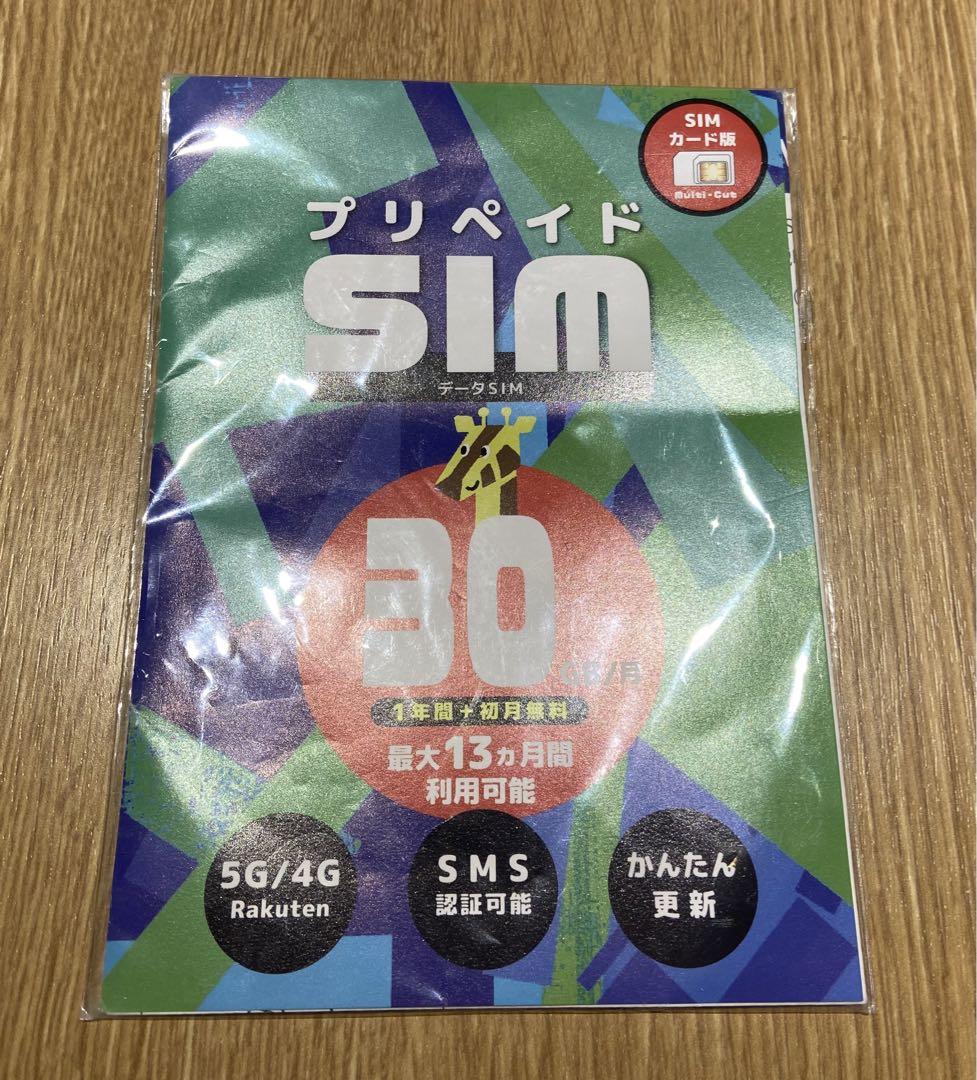 SIM
カード版
Multi-Cut
プリペイド
SIM
データSIM
30
GB/月
1年間+初月無料
最大13ヵ月間
利用可能
5G/4G
Rakuten
SMS
認証可能
かんたん
更新